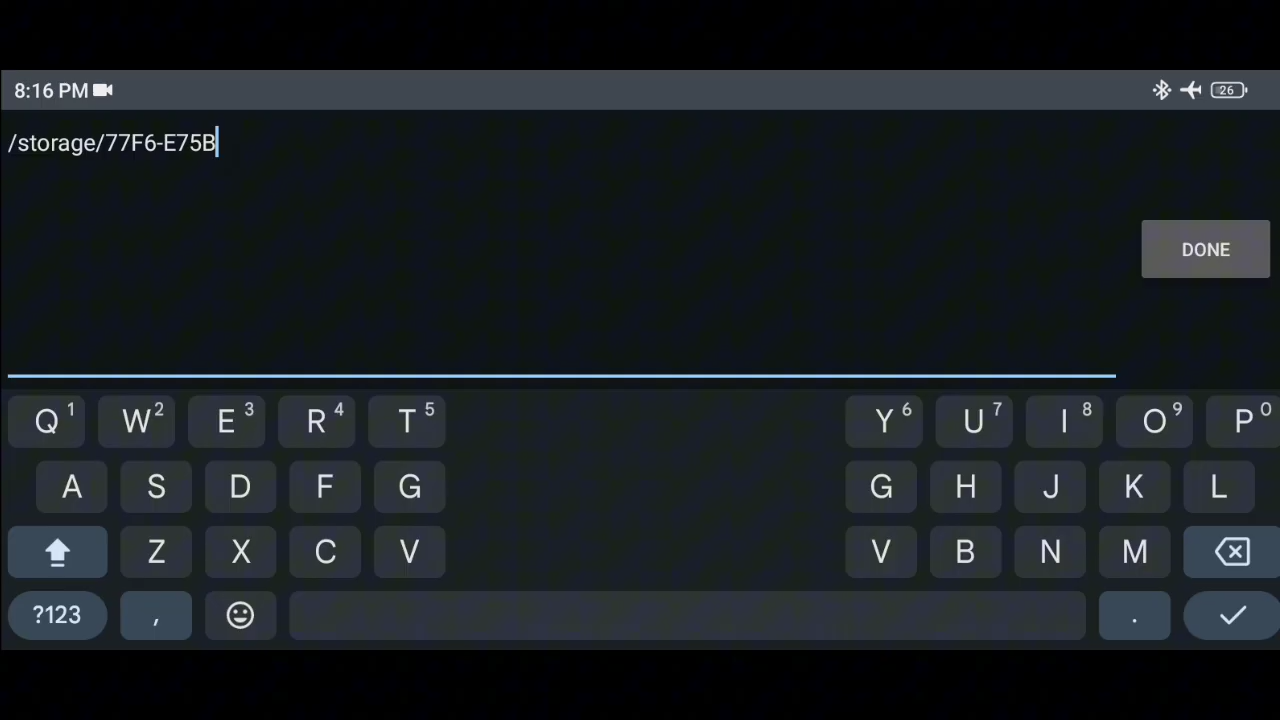 8:16 PM
26
/storage/77F6-E75B
DONE
Q 1 W 2 E 3 R 4 T 5 Y 6 U 7 I 8 O 9 P 0
A S D F G G H J K L
Z X C V V B N M
?123 , .